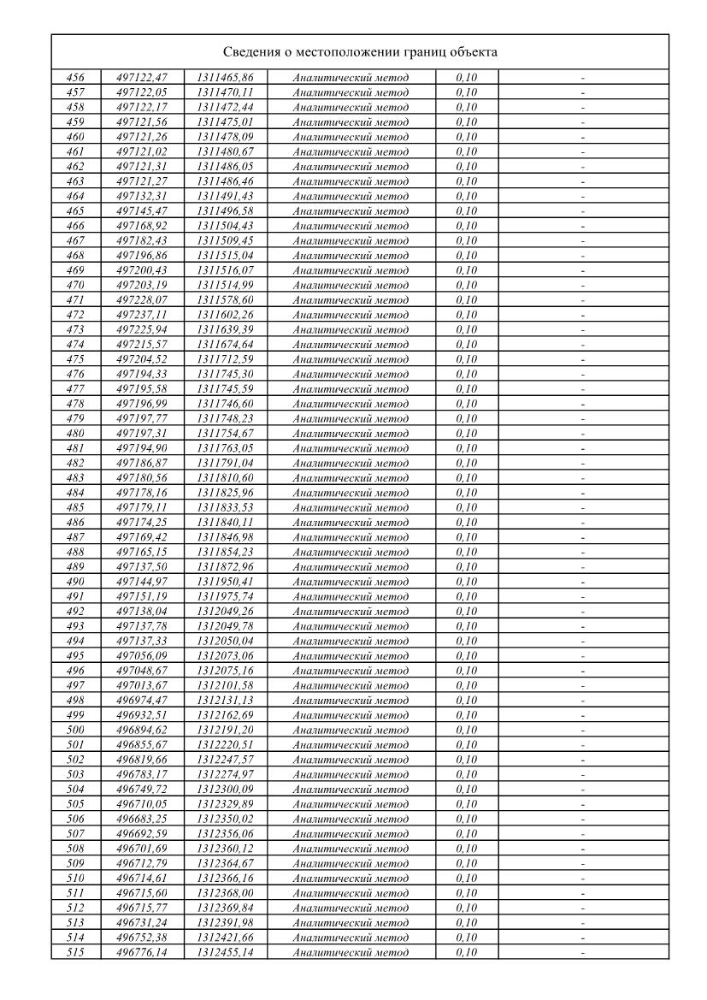 Сведения о местоположении границ объекта
456 497122,47 1311465,86 Аналитический метод 0,10 -
457 497122,05 1311470,11 Аналитический метод 0,10 -
458 497122,17 1311472,44 Аналитический метод 0,10 -
459 497121,56 1311475,01 Аналитический метод 0,10 -
460 497121,26 1311478,09 Аналитический метод 0,10 -
461 497121,02 1311480,67 Аналитический метод 0,10 -
462 497121,31 1311486,05 Аналитический метод 0,10 -
463 497121,27 1311486,46 Аналитический метод 0,10 -
464 497132,31 1311491,43 Аналитический метод 0,10 -
465 497145,47 1311496,58 Аналитический метод 0,10 -
466 497168,92 1311504,43 Аналитический метод 0,10 -
467 497182,43 1311509,45 Аналитический метод 0,10 -
468 497196,86 1311515,04 Аналитический метод 0,10 -
469 497200,43 1311516,07 Аналитический метод 0,10 -
470 497203,19 1311514,99 Аналитический метод 0,10 -
471 497228,07 1311578,60 Аналитический метод 0,10 -
472 497237,11 1311602,26 Аналитический метод 0,10 -
473 497225,94 1311639,39 Аналитический метод 0,10 -
474 497215,57 1311674,64 Аналитический метод 0,10 -
475 497204,52 1311712,59 Аналитический метод 0,10 -
476 497194,33 1311745,30 Аналитический метод 0,10 -
477 497195,58 1311745,59 Аналитический метод 0,10 -
478 497196,99 1311746,60 Аналитический метод 0,10 -
479 497197,77 1311748,23 Аналитический метод 0,10 -
480 497197,31 1311754,67 Аналитический метод 0,10 -
481 497194,90 1311763,05 Аналитический метод 0,10 -
482 497186,87 1311791,04 Аналитический метод 0,10 -
483 497180,56 1311810,60 Аналитический метод 0,10 -
484 497178,16 1311825,96 Аналитический метод 0,10 -
485 497179,11 1311833,53 Аналитический метод 0,10 -
486 497174,25 1311840,11 Аналитический метод 0,10 -
487 497169,42 1311846,98 Аналитический метод 0,10 -
488 497165,15 1311854,23 Аналитический метод 0,10 -
489 497137,50 1311872,96 Аналитический метод 0,10 -
490 497144,97 1311950,41 Аналитический метод 0,10 -
491 497151,19 1311975,74 Аналитический метод 0,10 -
492 497138,04 1312049,26 Аналитический метод 0,10 -
493 497137,78 1312049,78 Аналитический метод 0,10 -
494 497137,33 1312050,04 Аналитический метод 0,10 -
495 497056,09 1312073,06 Аналитический метод 0,10 -
496 497048,67 1312075,16 Аналитический метод 0,10 -
497 497013,67 1312101,58 Аналитический метод 0,10 -
498 496974,47 1312131,13 Аналитический метод 0,10 -
499 496932,51 1312162,69 Аналитический метод 0,10 -
500 496894,62 1312191,20 Аналитический метод 0,10 -
501 496855,67 1312220,51 Аналитический метод 0,10 -
502 496819,66 1312247,57 Аналитический метод 0,10 -
503 496783,17 1312274,97 Аналитический метод 0,10 -
504 496749,72 1312300,09 Аналитический метод 0,10 -
505 496710,05 1312329,89 Аналитический метод 0,10 -
506 496683,25 1312350,02 Аналитический метод 0,10 -
507 496692,59 1312356,06 Аналитический метод 0,10 -
508 496701,69 1312360,12 Аналитический метод 0,10 -
509 496712,79 1312364,67 Аналитический метод 0,10 -
510 496714,61 1312366,16 Аналитический метод 0,10 -
511 496715,60 1312368,00 Аналитический метод 0,10 -
512 496715,77 1312369,84 Аналитический метод 0,10 -
513 496731,24 1312391,98 Аналитический метод 0,10 -
514 496752,38 1312421,66 Аналитический метод 0,10 -
515 496776,14 1312455,14 Аналитический метод 0,10 -